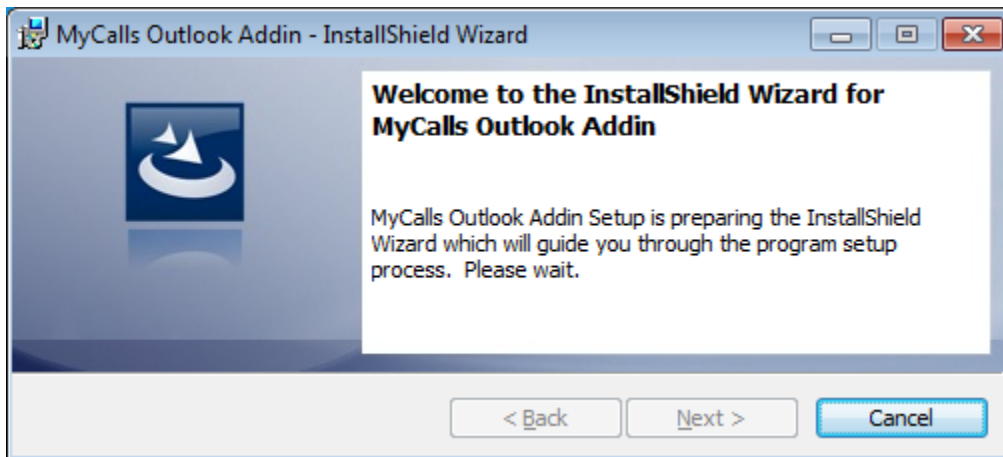 MyCalls Outlook Addin - InstallShield Wizard
Welcome to the InstallShield Wizard for
MyCalls Outlook Addin
MyCalls Outlook Addin Setup is preparing the InstallShield
Wizard which will guide you through the program setup
process.  Please wait.
< Back
Next >
Cancel